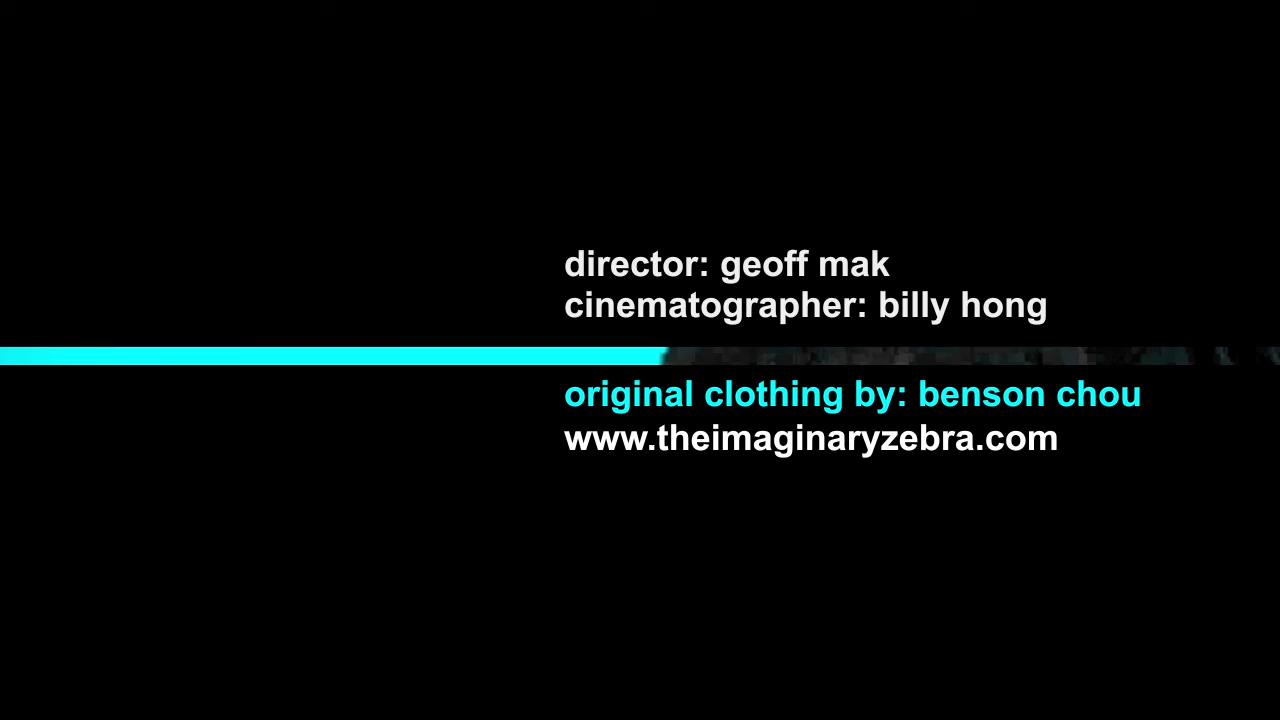 director: geoff mak
cinematographer: billy hong
original clothing by: benson chou
www.theimaginaryzebra.com